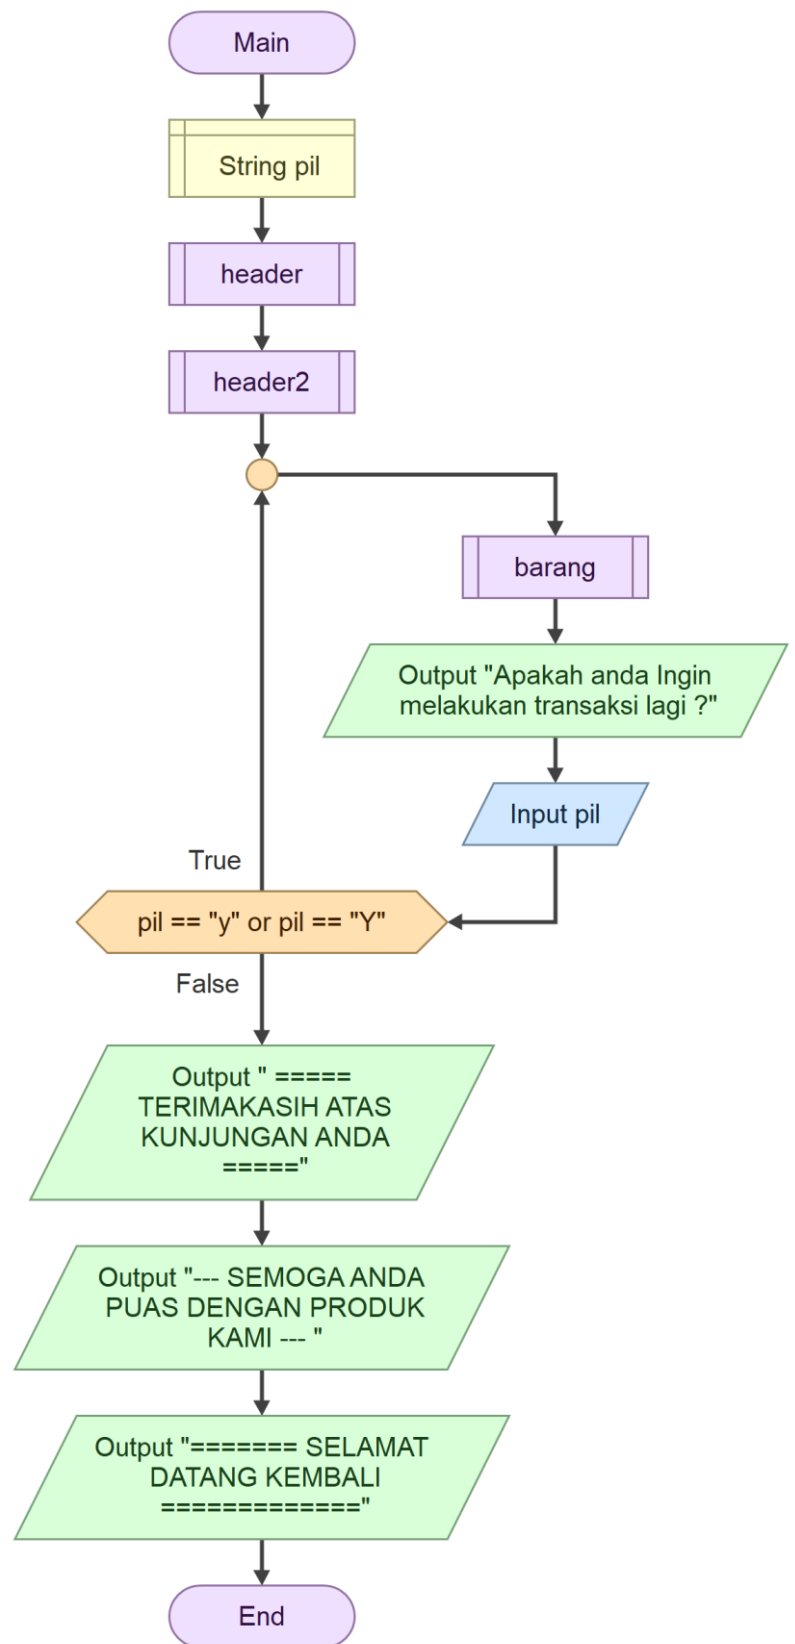 Main
String pil
header
header2
barang
Output "Apakah anda Ingin
melakukan transaksi lagi ?"
Input pil
True
pil == "y" or pil == "Y"
False
Output " =====
TERIMAKASIH ATAS
KUNJUNGAN ANDA
====="
Output "--- SEMOGA ANDA
PUAS DENGAN PRODUK
KAMI --- "
Output "======= SELAMAT
DATANG KEMBALI
============="
End